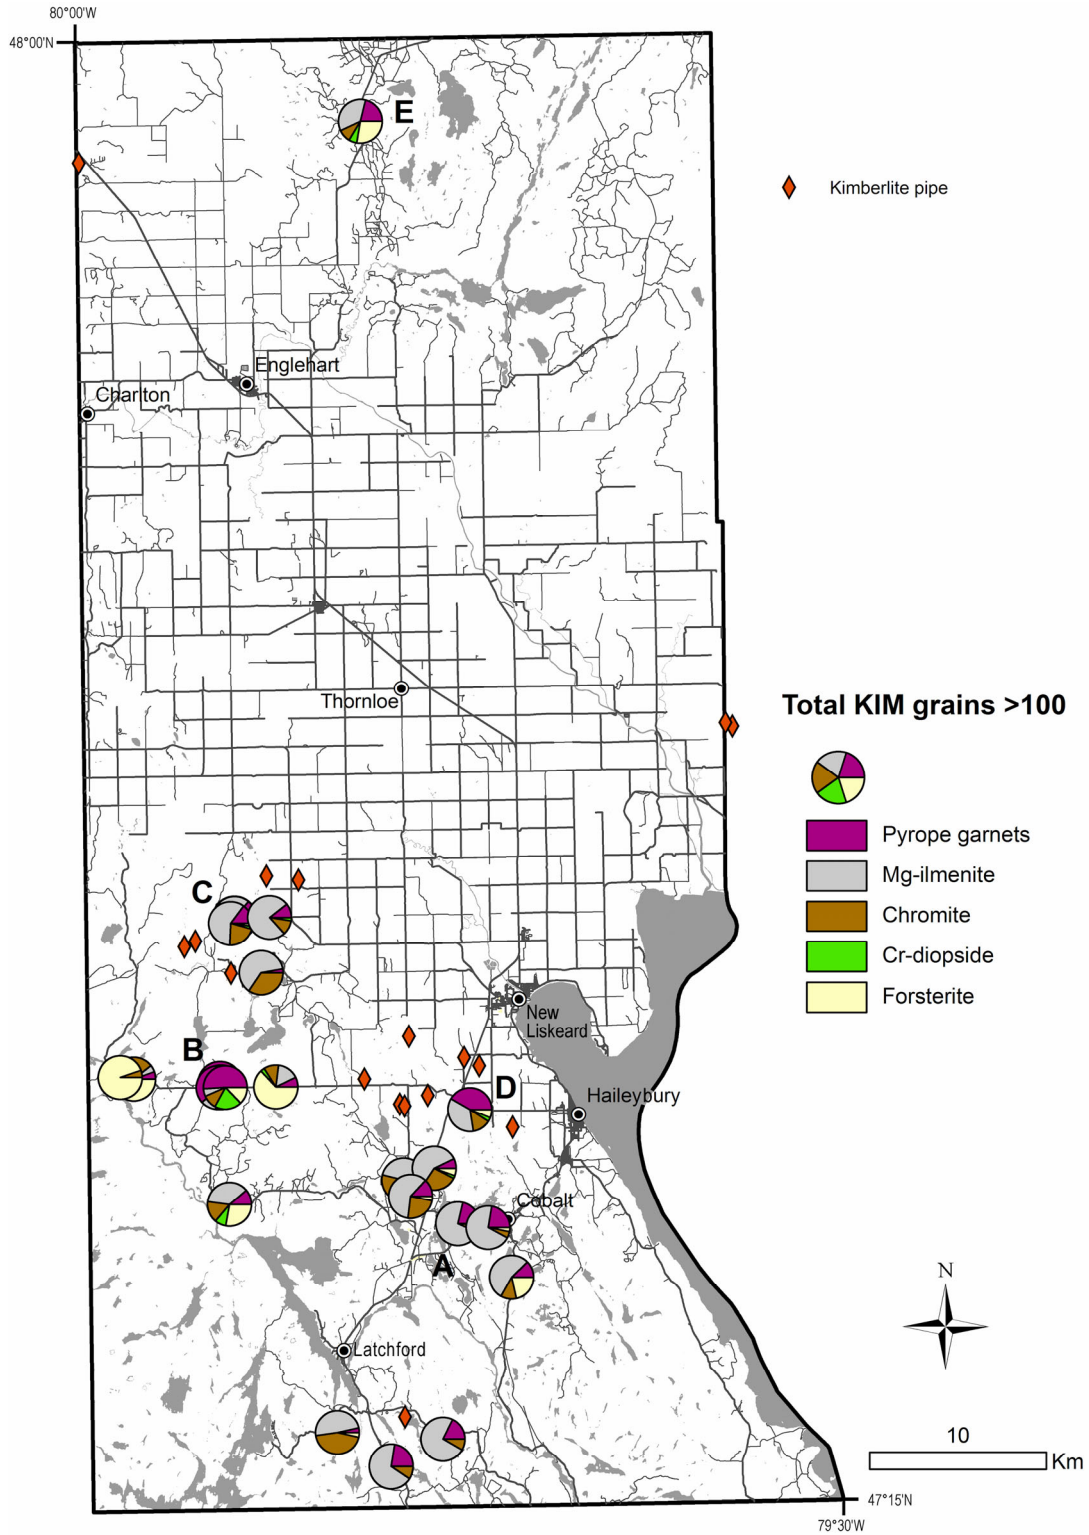 80°00'W
48°00'N
E
Kimberlite pipe
Englehart
Charlton
Thornloe
Total KIM grains >100
Pyrope garnets
Mg-ilmenite
Chromite
Cr-diopside
Forsterite
C
New
Liskeard
B
D
Haileybury
Cobalt
A
N
Latchford
10
Km
47°15'N
79°30'W